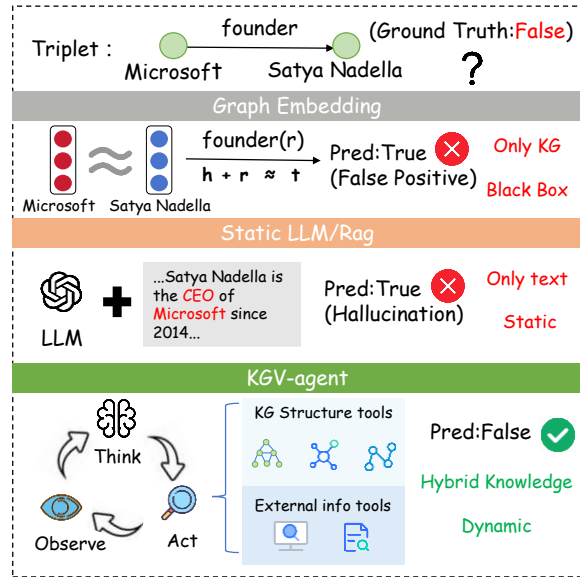 Triplet :
founder
Microsoft
Satya Nadella
(Ground Truth:False)
?
Graph Embedding
Microsoft
Satya Nadella
founder(r)
h + r ≈ t
Pred:True
(False Positive)
Only KG
Black Box
Static LLM/Rag
LLM
...Satya Nadella is
the CEO of
Microsoft since
2014...
Pred:True
(Hallucination)
Only text
Static
KGV-agent
Think
Observe
Act
KG Structure tools
External info tools
Pred:False
Hybrid Knowledge
Dynamic